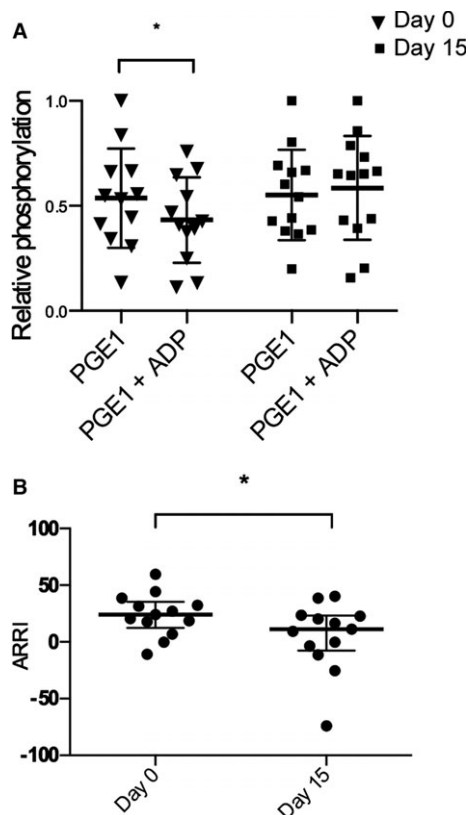 A
▼ Day 0
■ Day 15
*
Relative phosphorylation
1.0
0.5
0.0
PGE1
PGE1 + ADP
PGE1
PGE1 + ADP
B
*
ARRI
100
50
0
-50
-100
Day 0
Day 15